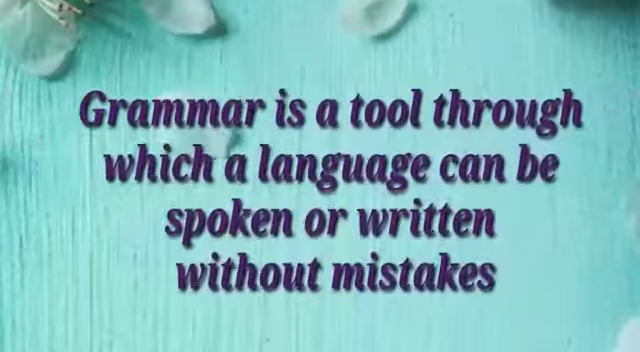 Grammar is a tool through
which a language can be
spoken or written
without mistakes